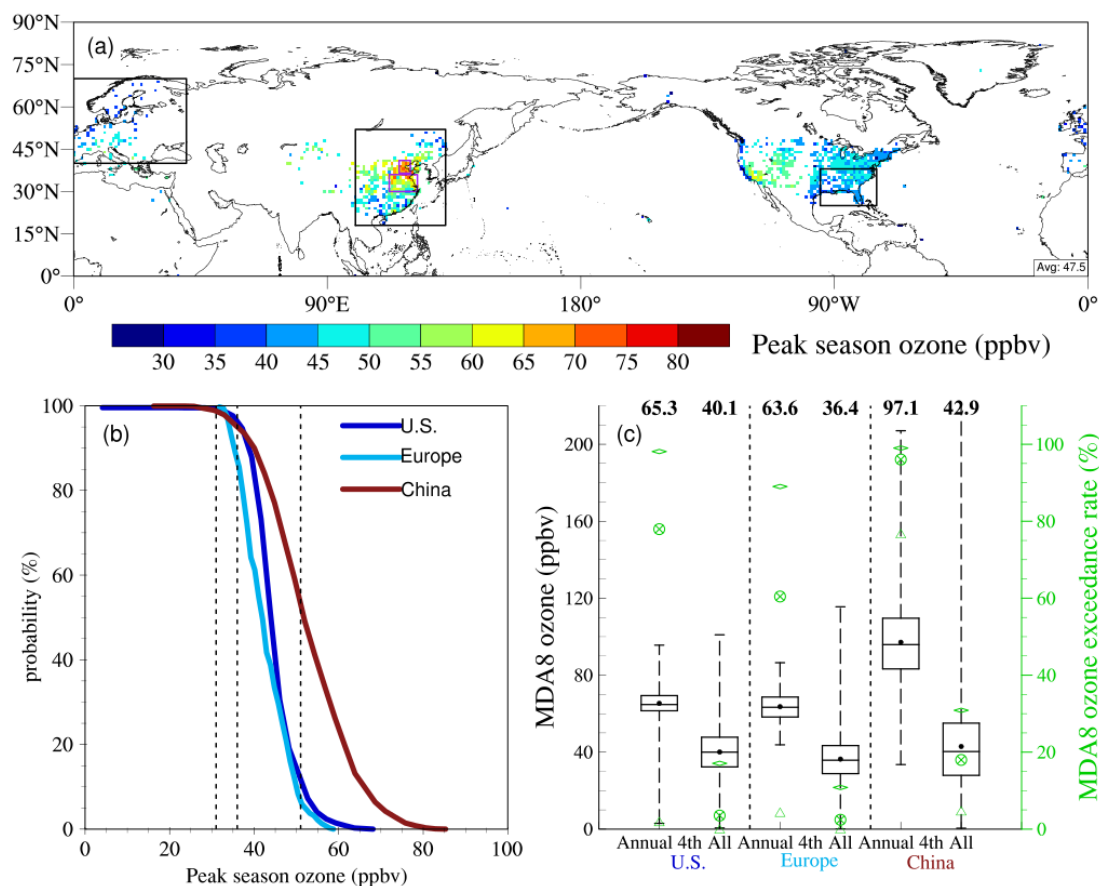 90°N
75°N
60°N
45°N
30°N
15°N
0°
(a)
Avg: 47.5
0° 90°E 180° 90°W 0°
30 35 40 45 50 55 60 65 70 75 80
Peak season ozone (ppbv)
100
80
60
40
20
0
probability (%)
(b)
U.S.
Europe
China
0 20 40 60 80 100
Peak season ozone (ppbv)
(c)
65.3 40.1 63.6 36.4 97.1 42.9
200
160
120
80
40
0
MDA8 ozone (ppbv)
100
80
60
40
20
0
MDA8 ozone exceedance rate (%)
Annual 4th All Annual 4th All Annual 4th All
U.S. Europe China